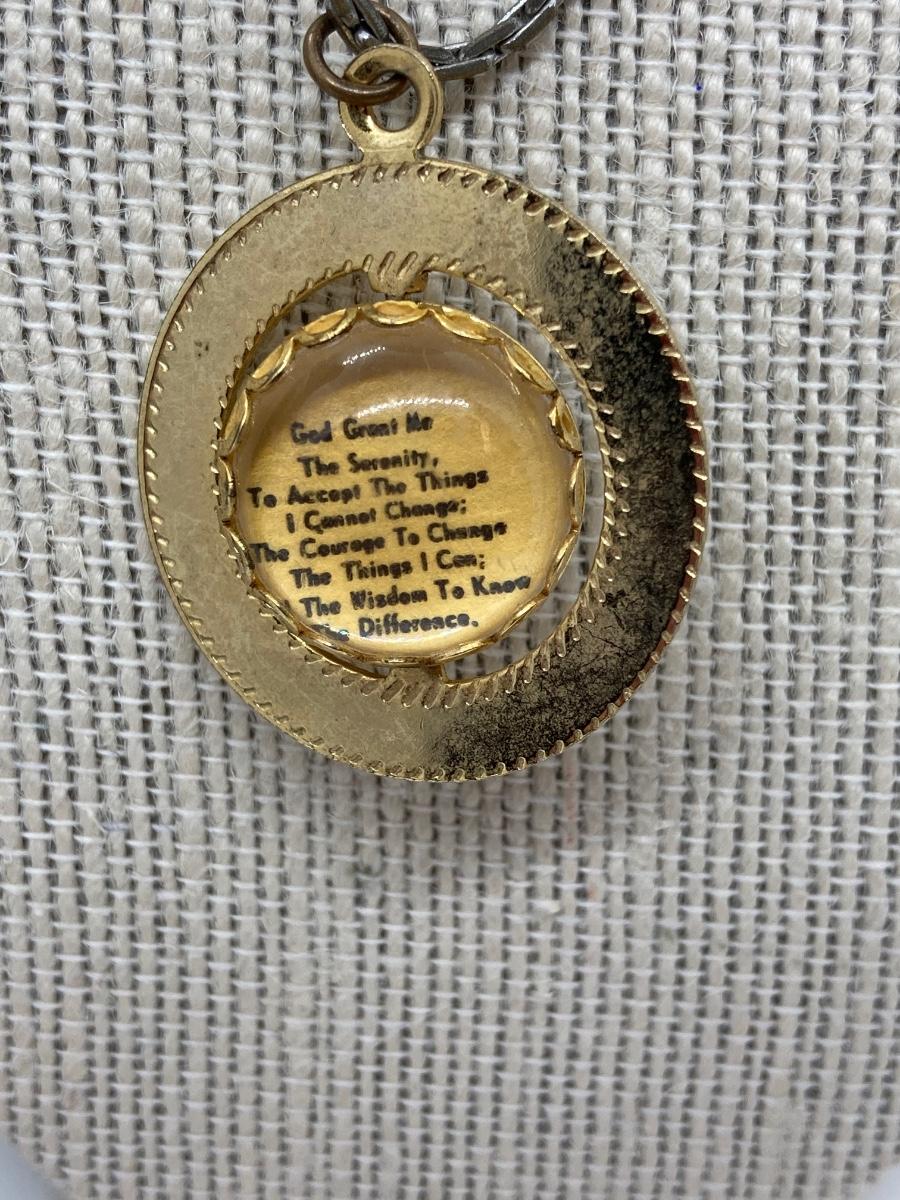 God Grant Me
The Serenity,
To Accept The Things
I Cannot Change;
The Courage To Change
The Things I Can;
The Wisdom To Know
The Difference.